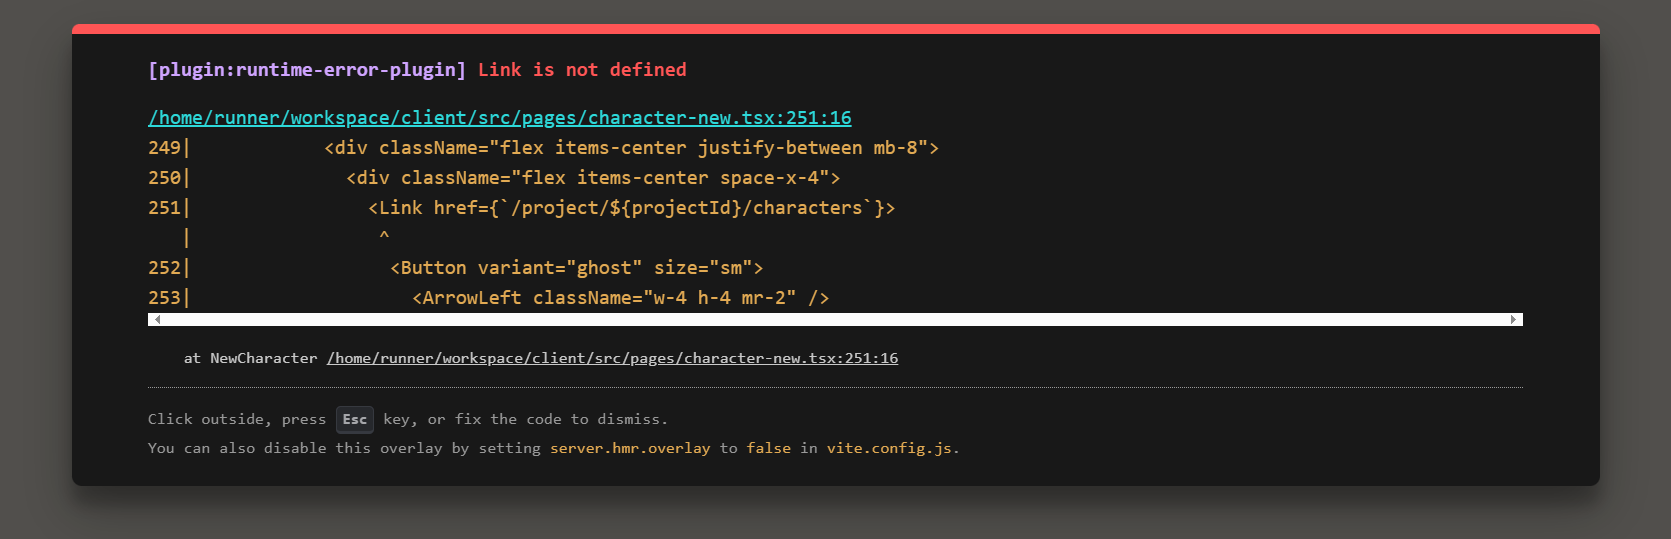 [plugin:runtime-error-plugin] Link is not defined
/home/runner/workspace/client/src/pages/character-new.tsx:251:16
249|            <div className="flex items-center justify-between mb-8">
250|              <div className="flex items-center space-x-4">
251|                <Link href={`/project/${projectId}/characters`}>
   |                 ^
252|                  <Button variant="ghost" size="sm">
253|                    <ArrowLeft className="w-4 h-4 mr-2" />
at NewCharacter /home/runner/workspace/client/src/pages/character-new.tsx:251:16
Click outside, press Esc key, or fix the code to dismiss.
You can also disable this overlay by setting server.hmr.overlay to false in vite.config.js.